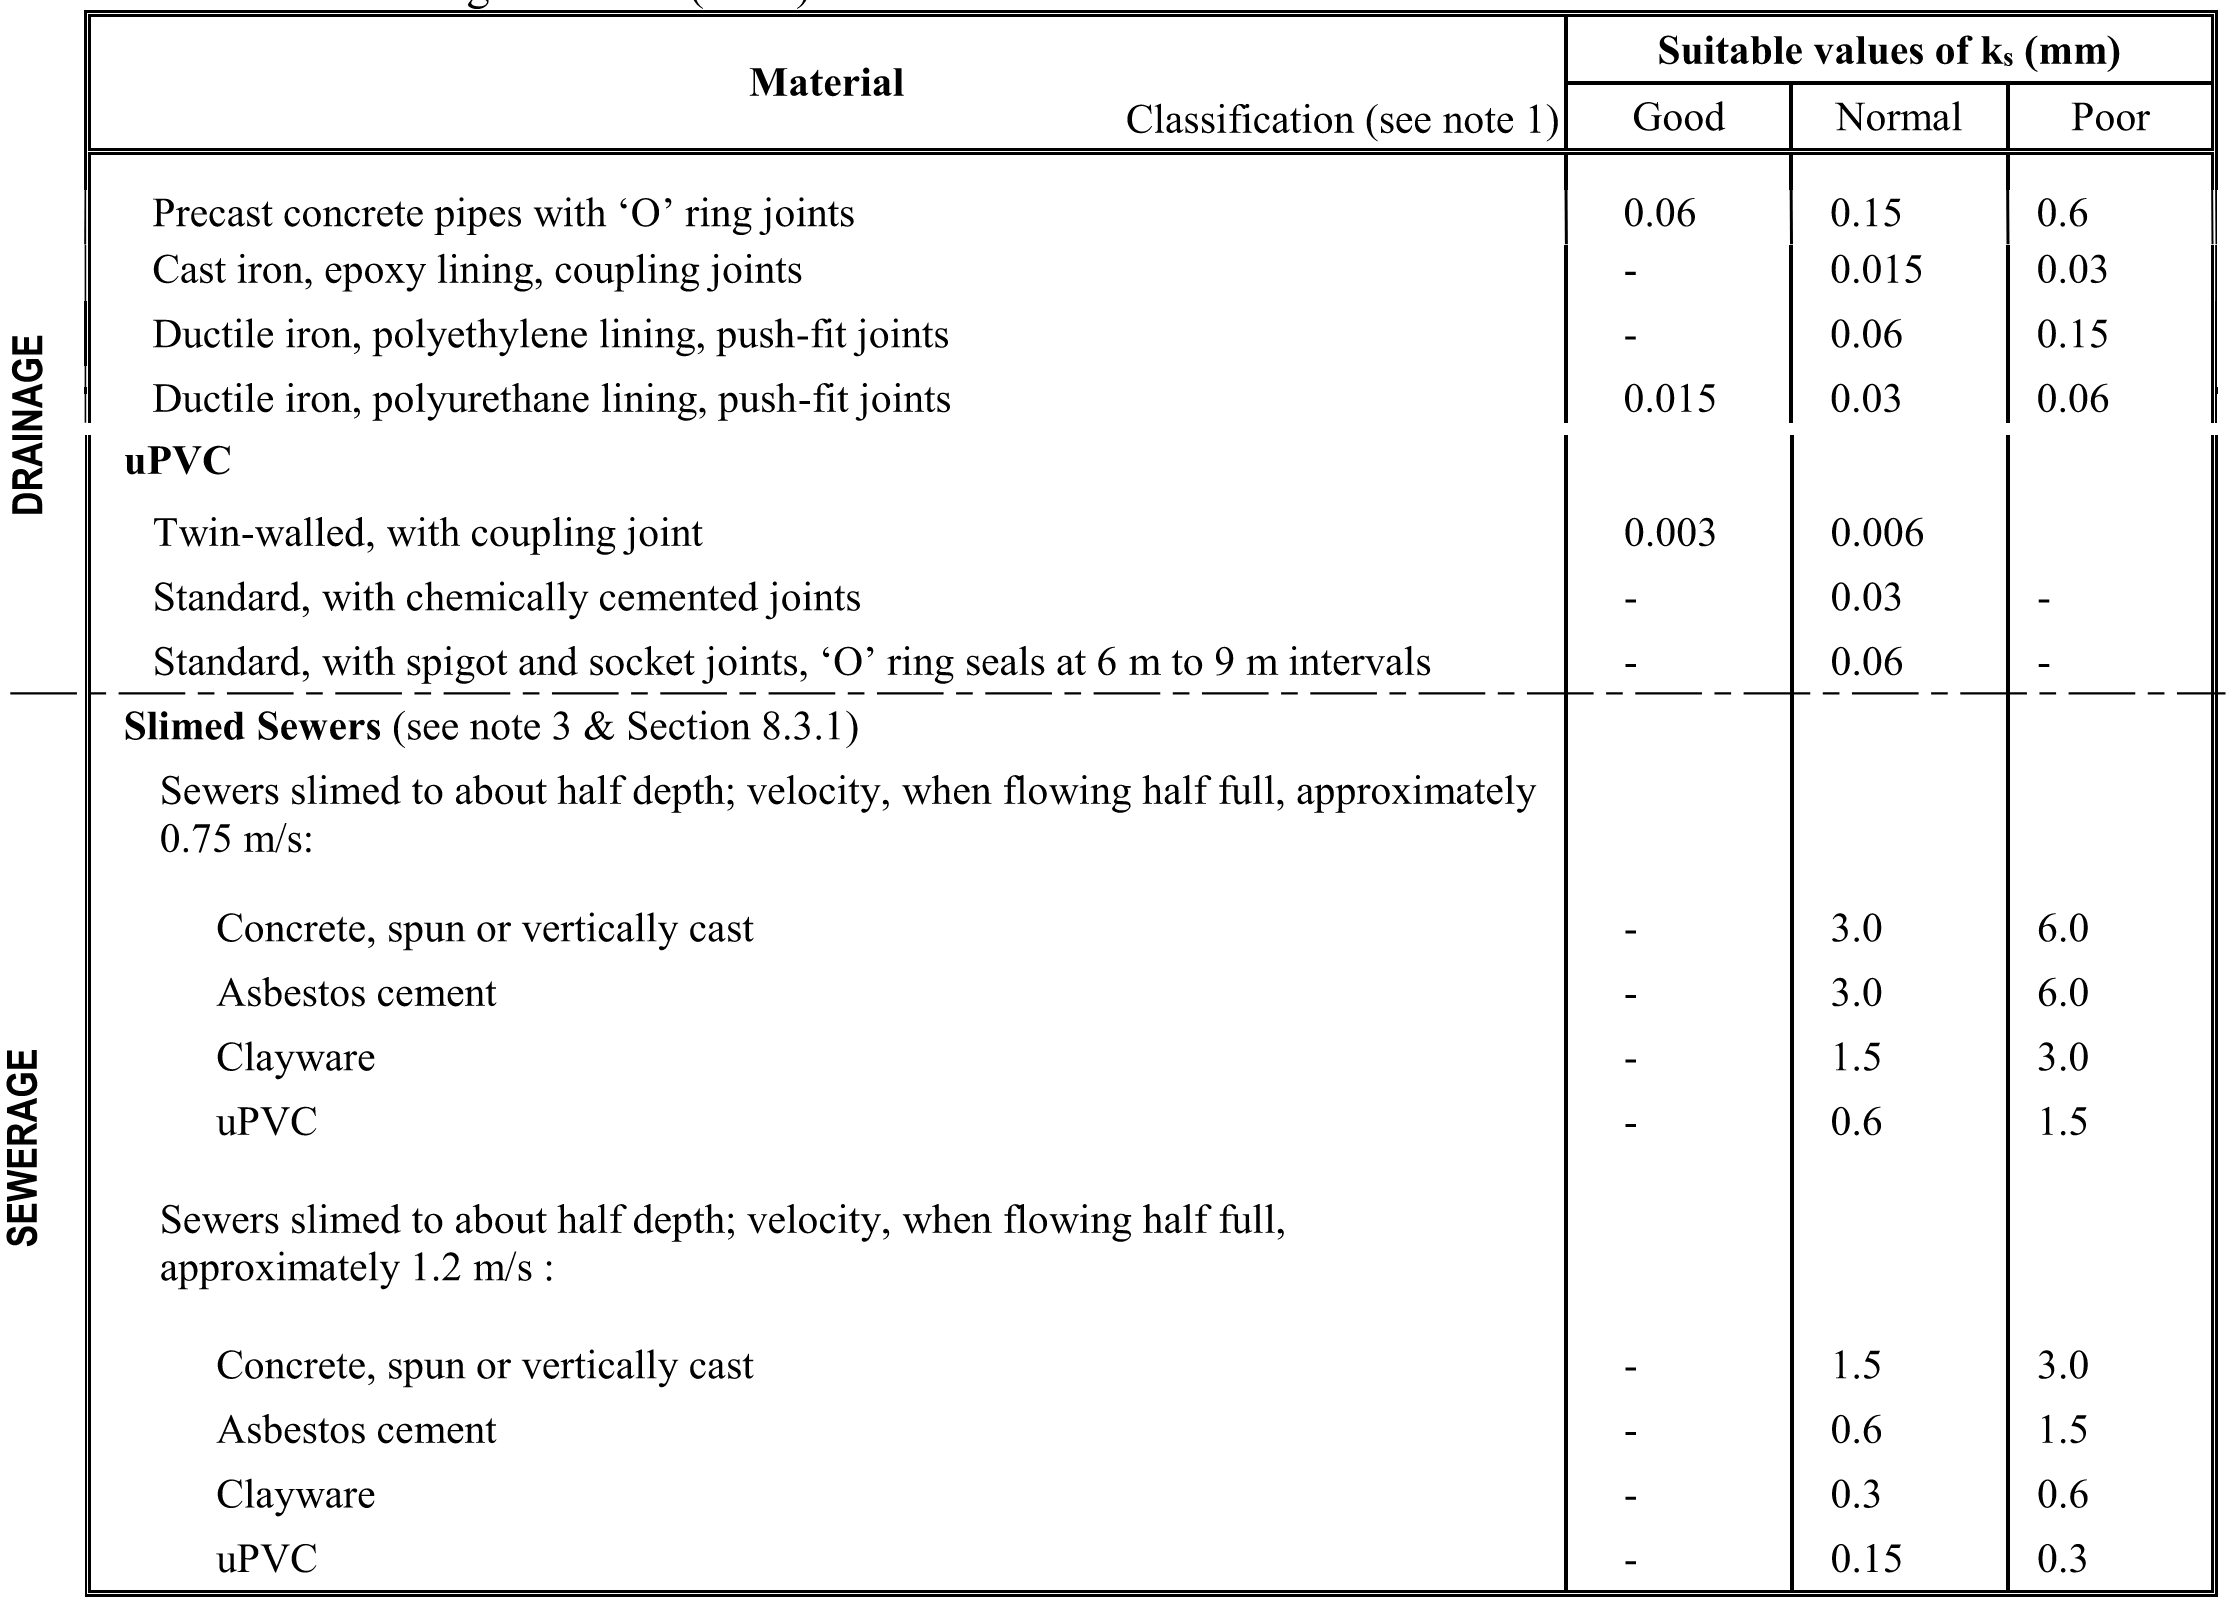 Material
Classification (see note 1)
Suitable values of ks (mm)
Good Normal Poor
DRAINAGE
Precast concrete pipes with ‘O’ ring joints 0.06 0.15 0.6
Cast iron, epoxy lining, coupling joints - 0.015 0.03
Ductile iron, polyethylene lining, push-fit joints - 0.06 0.15
Ductile iron, polyurethane lining, push-fit joints 0.015 0.03 0.06
uPVC
Twin-walled, with coupling joint 0.003 0.006
Standard, with chemically cemented joints - 0.03 -
Standard, with spigot and socket joints, ‘O’ ring seals at 6 m to 9 m intervals - 0.06 -
SEWERAGE
Slimed Sewers (see note 3 & Section 8.3.1)
Sewers slimed to about half depth; velocity, when flowing half full, approximately
0.75 m/s:
Concrete, spun or vertically cast - 3.0 6.0
Asbestos cement - 3.0 6.0
Clayware - 1.5 3.0
uPVC - 0.6 1.5
Sewers slimed to about half depth; velocity, when flowing half full,
approximately 1.2 m/s :
Concrete, spun or vertically cast - 1.5 3.0
Asbestos cement - 0.6 1.5
Clayware - 0.3 0.6
uPVC - 0.15 0.3